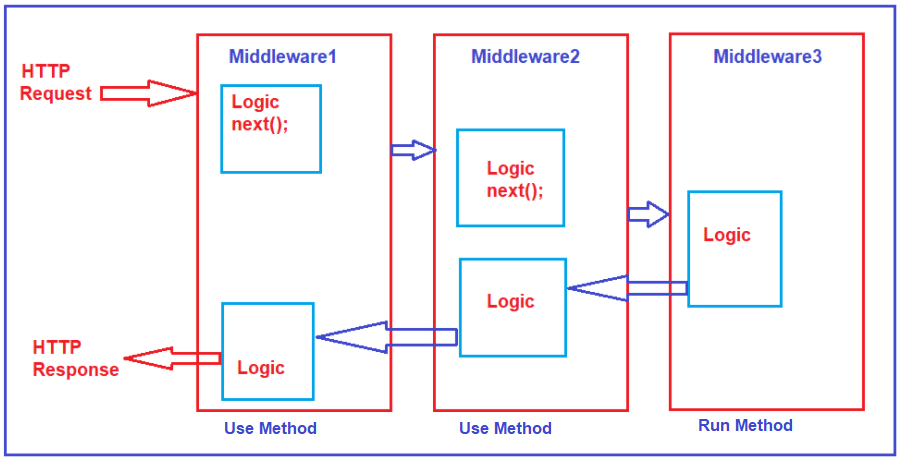 Middleware1
Middleware2
Middleware3
HTTP
Request
Logic
next();
Logic
next();
Logic
Logic
HTTP
Response
Logic
Use Method
Use Method
Run Method